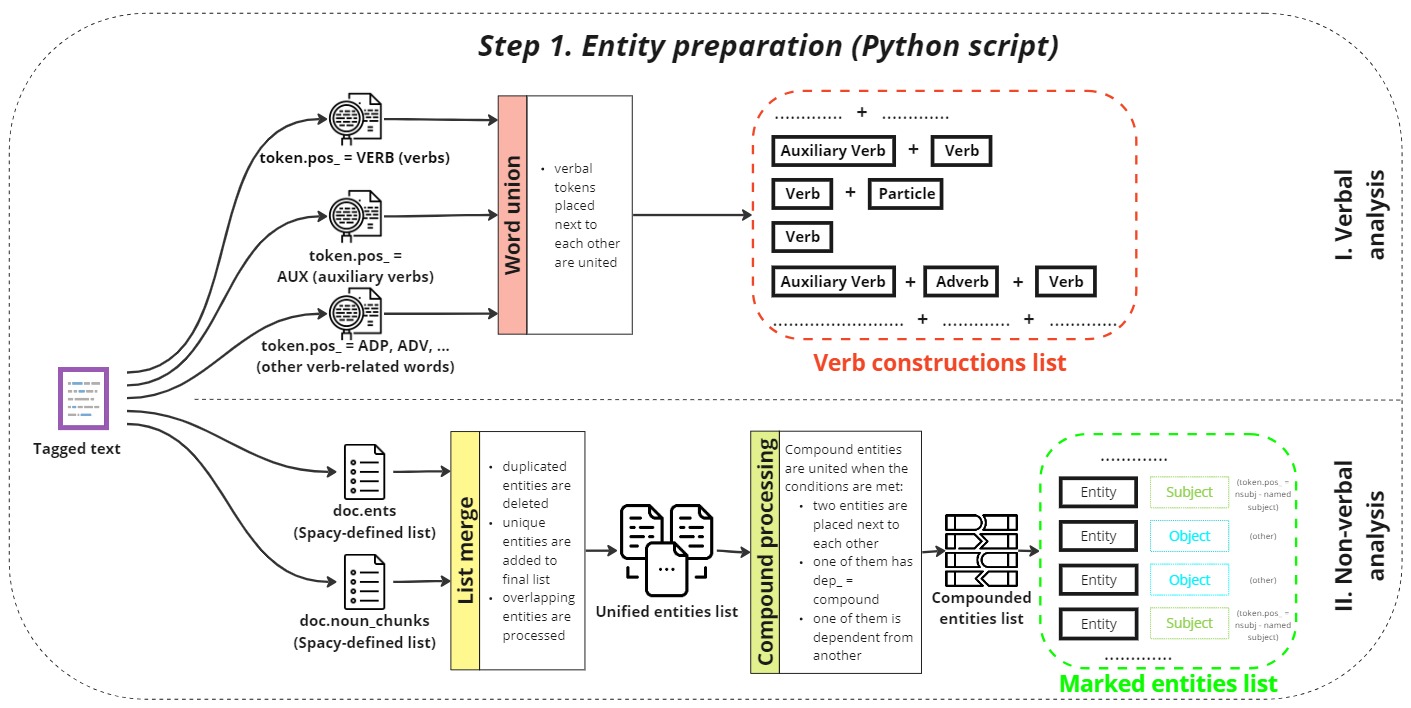 Step 1. Entity preparation (Python script)
token.pos_ = VERB (verbs)
token.pos_ =
AUX (auxiliary verbs)
token.pos_ = ADP, ADV, ...
(other verb-related words)
Word union
• verbal
tokens
placed
next to
each other
are united
............. + .............
Auxiliary Verb + Verb
Verb + Particle
Verb
Auxiliary Verb + Adverb + Verb
......................... + ............. + .............
Verb constructions list
I. Verbal
analysis
Tagged text
doc.ents
(Spacy-defined list)
doc.noun_chunks
(Spacy-defined list)
List merge
• duplicated
entities are
deleted
• unique
entities are
added to
final list
• overlapping
entities are
processed
...
Unified entities list
Compound processing
Compound entities
are united when the
conditions are met:
• two entities are
placed next to
each other
• one of them has
dep_ =
compound
• one of them is
dependent from
another
Compounded
entities list
.............
Entity Subject
(token.pos_ =
nsubj - named
subject)
Entity Object (other)
Entity Object (other)
Entity Subject
(token.pos_ =
nsubj - named
subject)
.............
Marked entities list
II. Non-verbal
analysis